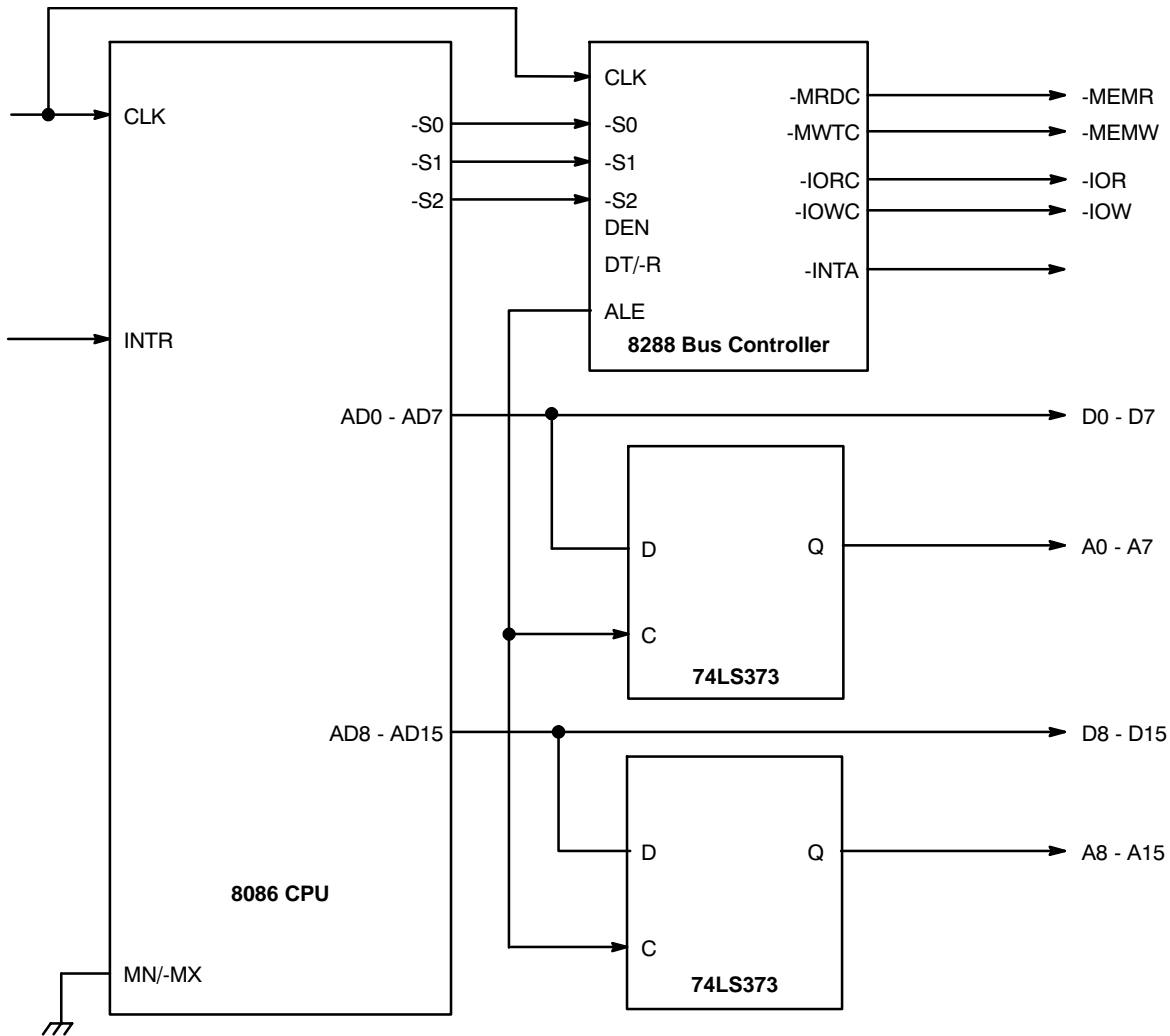 CLK
-S0
-S1
-S2
INTR
AD0 - AD7
AD8 - AD15
8086 CPU
MN/-MX
CLK
-S0
-S1
-S2
DEN
DT/-R
ALE
-MRDC
-MWTC
-IORC
-IOWC
-INTA
8288 Bus Controller
-MEMR
-MEMW
-IOR
-IOW
D0 - D7
D
Q
C
74LS373
A0 - A7
D8 - D15
D
Q
C
74LS373
A8 - A15